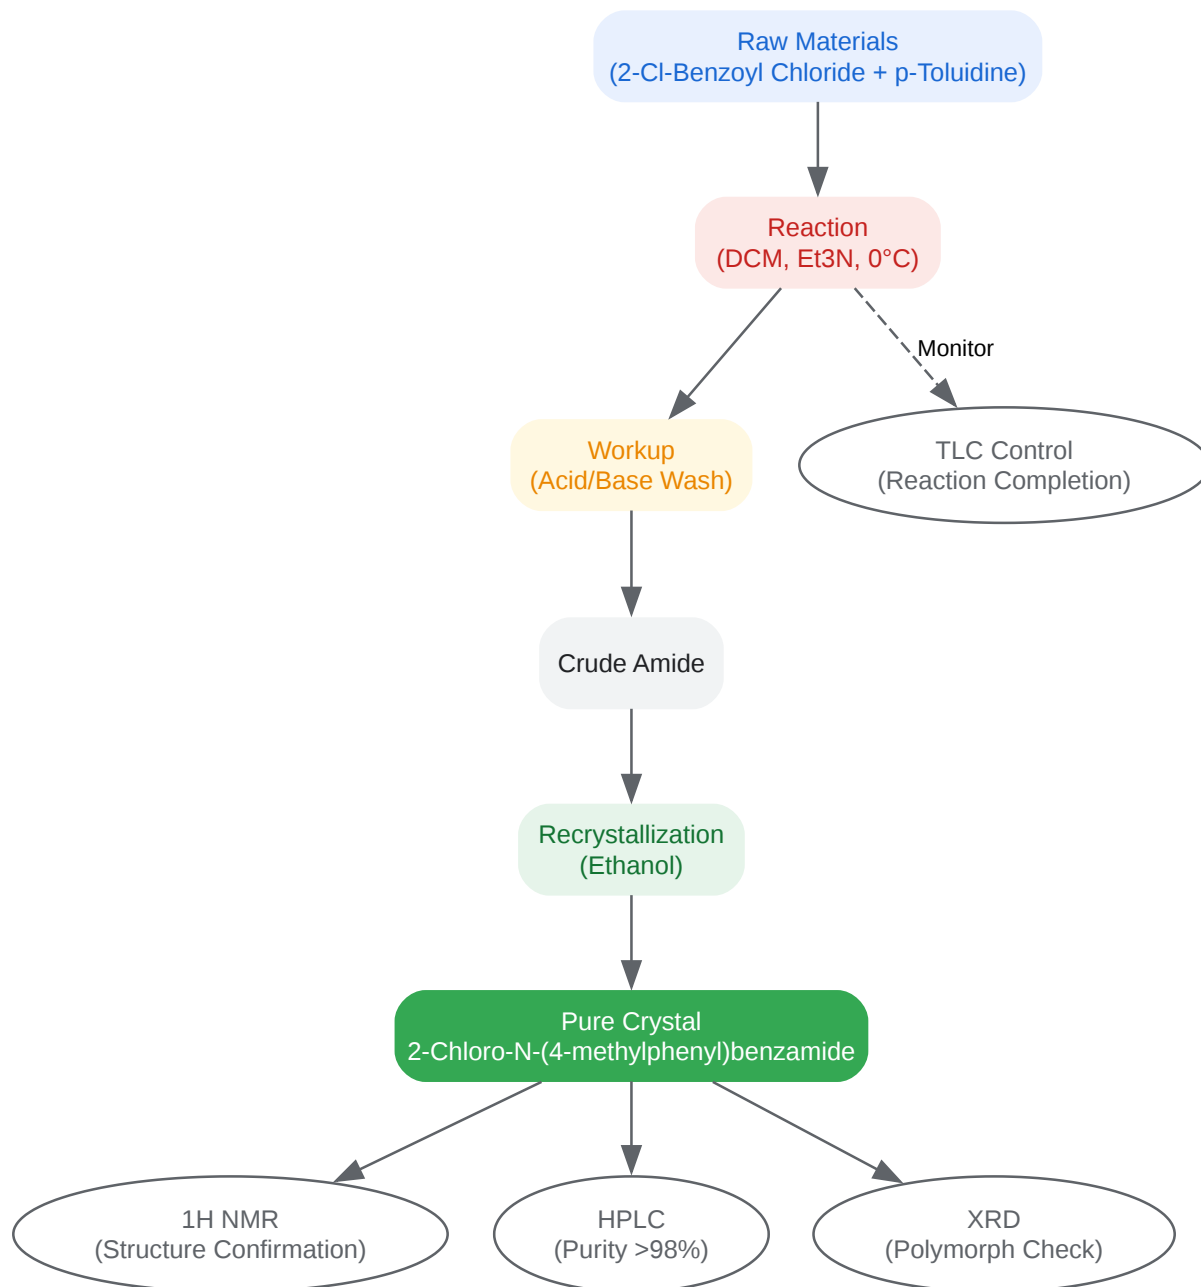 Raw Materials
(2-Cl-Benzoyl Chloride + p-Toluidine)
Reaction
(DCM, Et3N, 0°C)
Monitor
Workup
(Acid/Base Wash)
TLC Control
(Reaction Completion)
Crude Amide
Recrystallization
(Ethanol)
Pure Crystal
2-Chloro-N-(4-methylphenyl)benzamide
1H NMR
(Structure Confirmation)
HPLC
(Purity >98%)
XRD
(Polymorph Check)